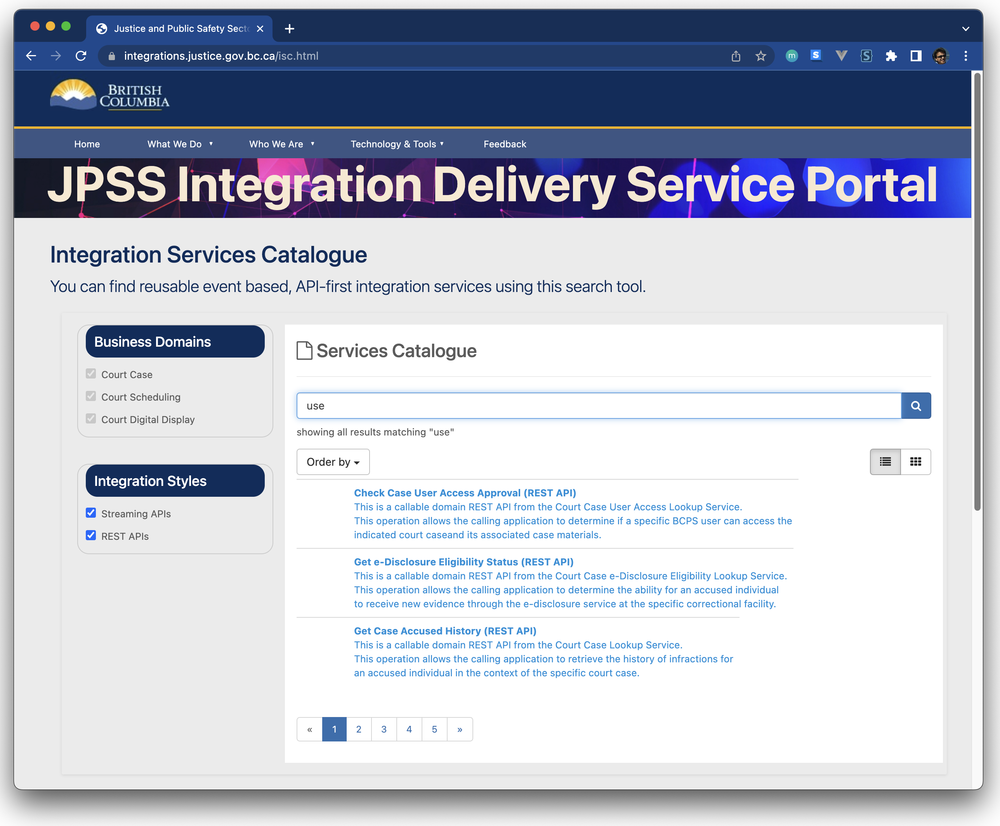 Justice and Public Safety Sect
integrations.justice.gov.bc.ca/isc.html
m
S
S
BRITISH
COLUMBIA
Home
What We Do
Who We Are
Technology & Tools
Feedback
JPSS Integration Delivery Service Portal
Integration Services Catalogue
You can find reusable event based, API-first integration services using this search tool.
Business Domains
Court Case
Court Scheduling
Court Digital Display
Integration Styles
Streaming APIs
REST APIs
Services Catalogue
use
showing all results matching "use"
Order by
Check Case User Access Approval (REST API)
This is a callable domain REST API from the Court Case User Access Lookup Service.
This operation allows the calling application to determine if a specific BCPS user can access the
indicated court caseand its associated case materials.
Get e-Disclosure Eligibility Status (REST API)
This is a callable domain REST API from the Court Case e-Disclosure Eligibility Lookup Service.
This operation allows the calling application to determine the ability for an accused individual
to receive new evidence through the e-disclosure service at the specific correctional facility.
Get Case Accused History (REST API)
This is a callable domain REST API from the Court Case Lookup Service.
This operation allows the calling application to retrieve the history of infractions for
an accused individual in the context of the specific court case.
« 1 2 3 4 5 »